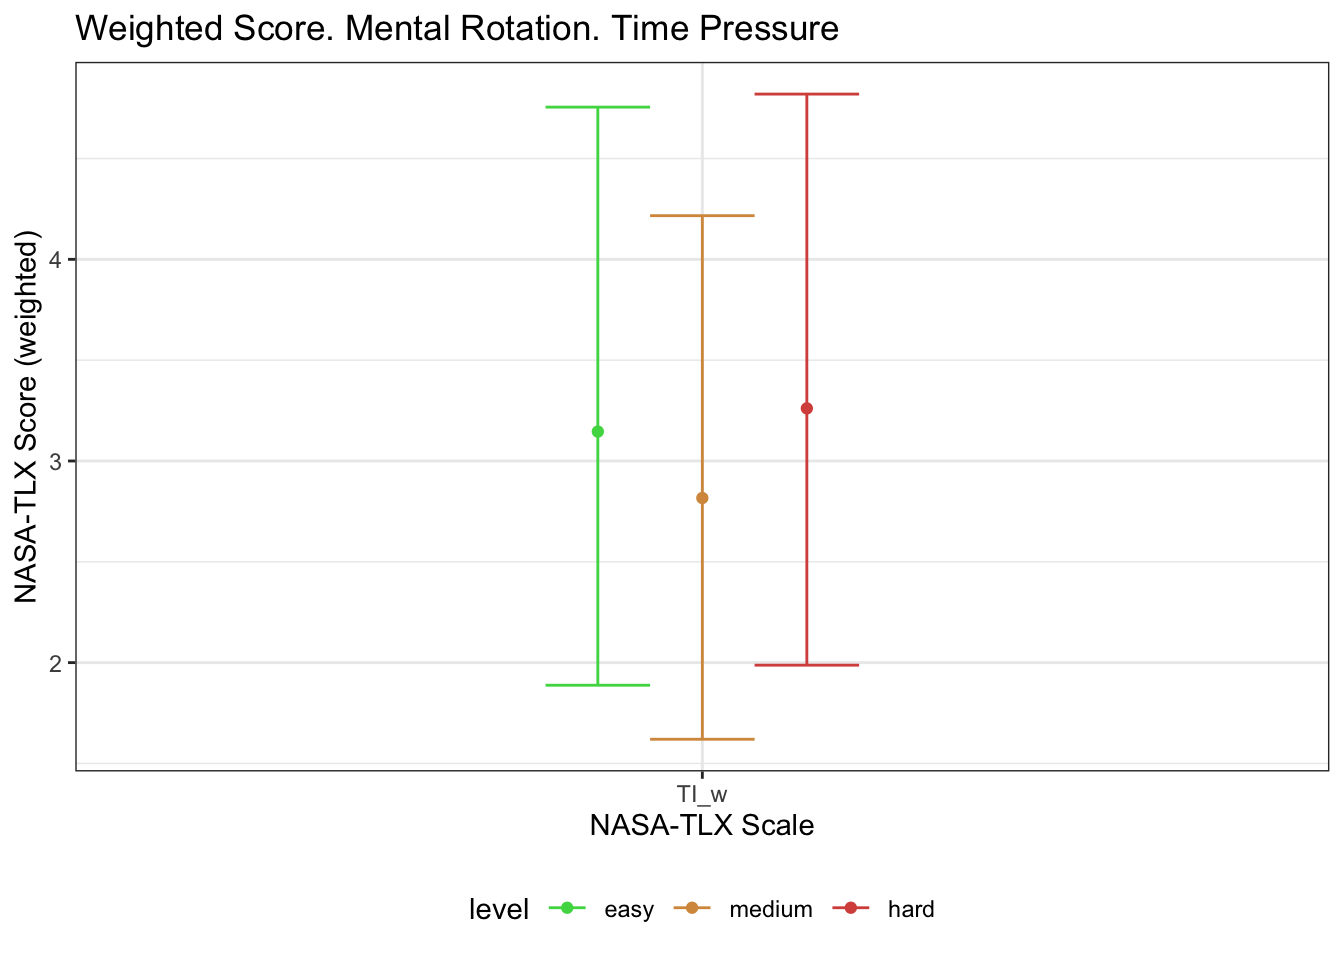 Weighted Score. Mental Rotation. Time Pressure
NASA-TLX Score (weighted)
4
3
2
TI_w
NASA-TLX Scale
level easy medium hard